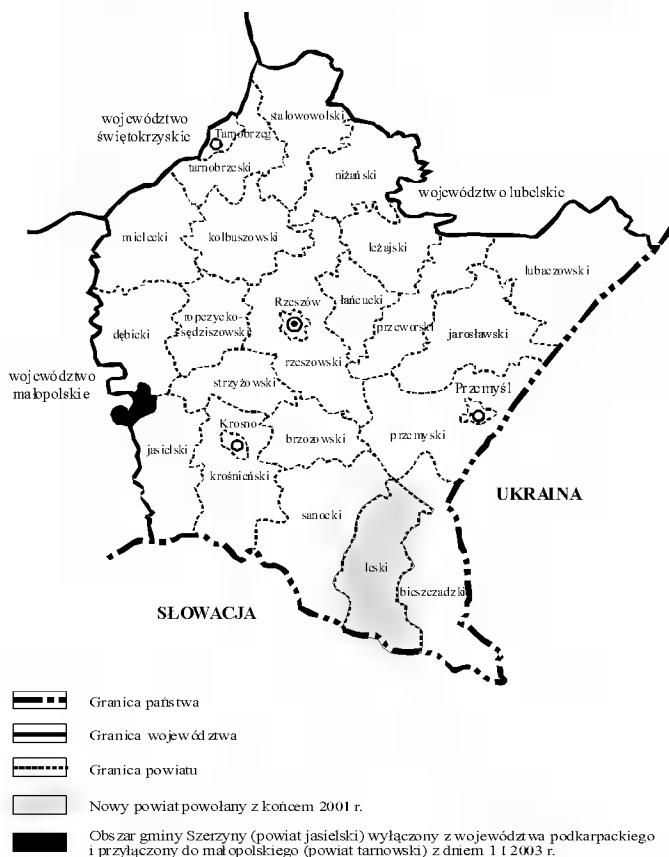 województwo
świętokrzyskie
stalowowolski
Tarnobrzeg
tarnobrzeski
niżański
województwo lubelskie
mielecki
kolbuszowski
leżajski
lubaczowski
Rzeszów
łańcucki
ropczycko-
sędziszowski
przeworski
jarosławski
dębicki
rzeszowski
województwo
małopolskie
strzyżowski
Przemyśl
Krosno
jasielski
brzozowski
przemyski
krośnieński
UKRAINA
sanocki
leski
bieszczadzki
SŁOWACJA
Granica państwa
Granica województwa
Granica powiatu
Nowy powiat powołany z końcem 2001 r.
Obszar gminy Szerzyny (powiat jasielski) wyłączony z województwa podkarpackiego
i przyłączony do małopolskiego (powiat tarnowski) z dniem 1 I 2003 r.